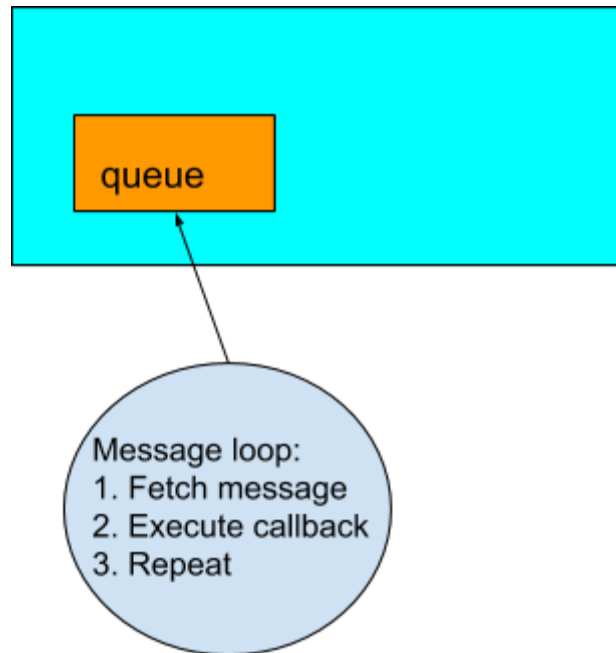 queue
Message loop:
1. Fetch message
2. Execute callback
3. Repeat